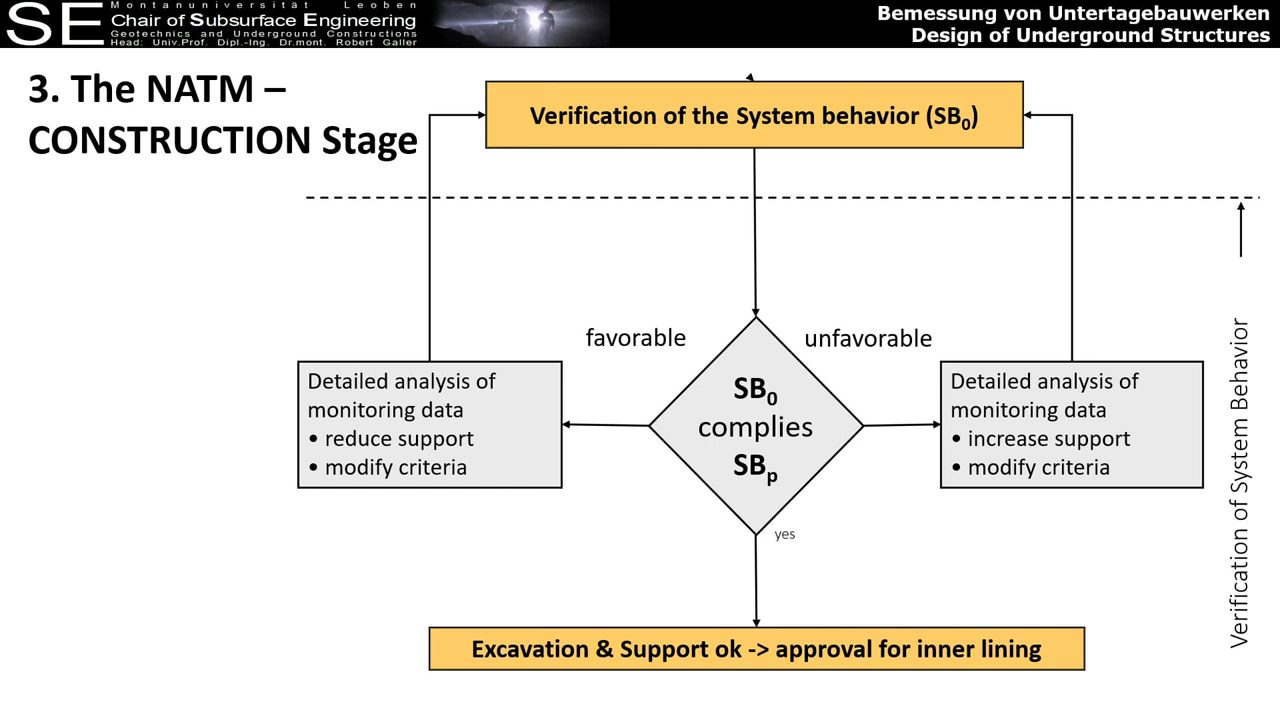 SE
Montanuniversität Leoben
Chair of Subsurface Engineering
Geotechnics and Underground Constructions
Head: Univ.Prof. Dipl.-Ing. Dr.mont. Robert Galler
Bemessung von Untertagebauwerken
Design of Underground Structures
3. The NATM –
CONSTRUCTION Stage
Verification of the System behavior (SB0)
favorable
unfavorable
Detailed analysis of
monitoring data
• reduce support
• modify criteria
SB0
complies
SBp
Detailed analysis of
monitoring data
• increase support
• modify criteria
yes
Excavation & Support ok -> approval for inner lining
Verification of System Behavior